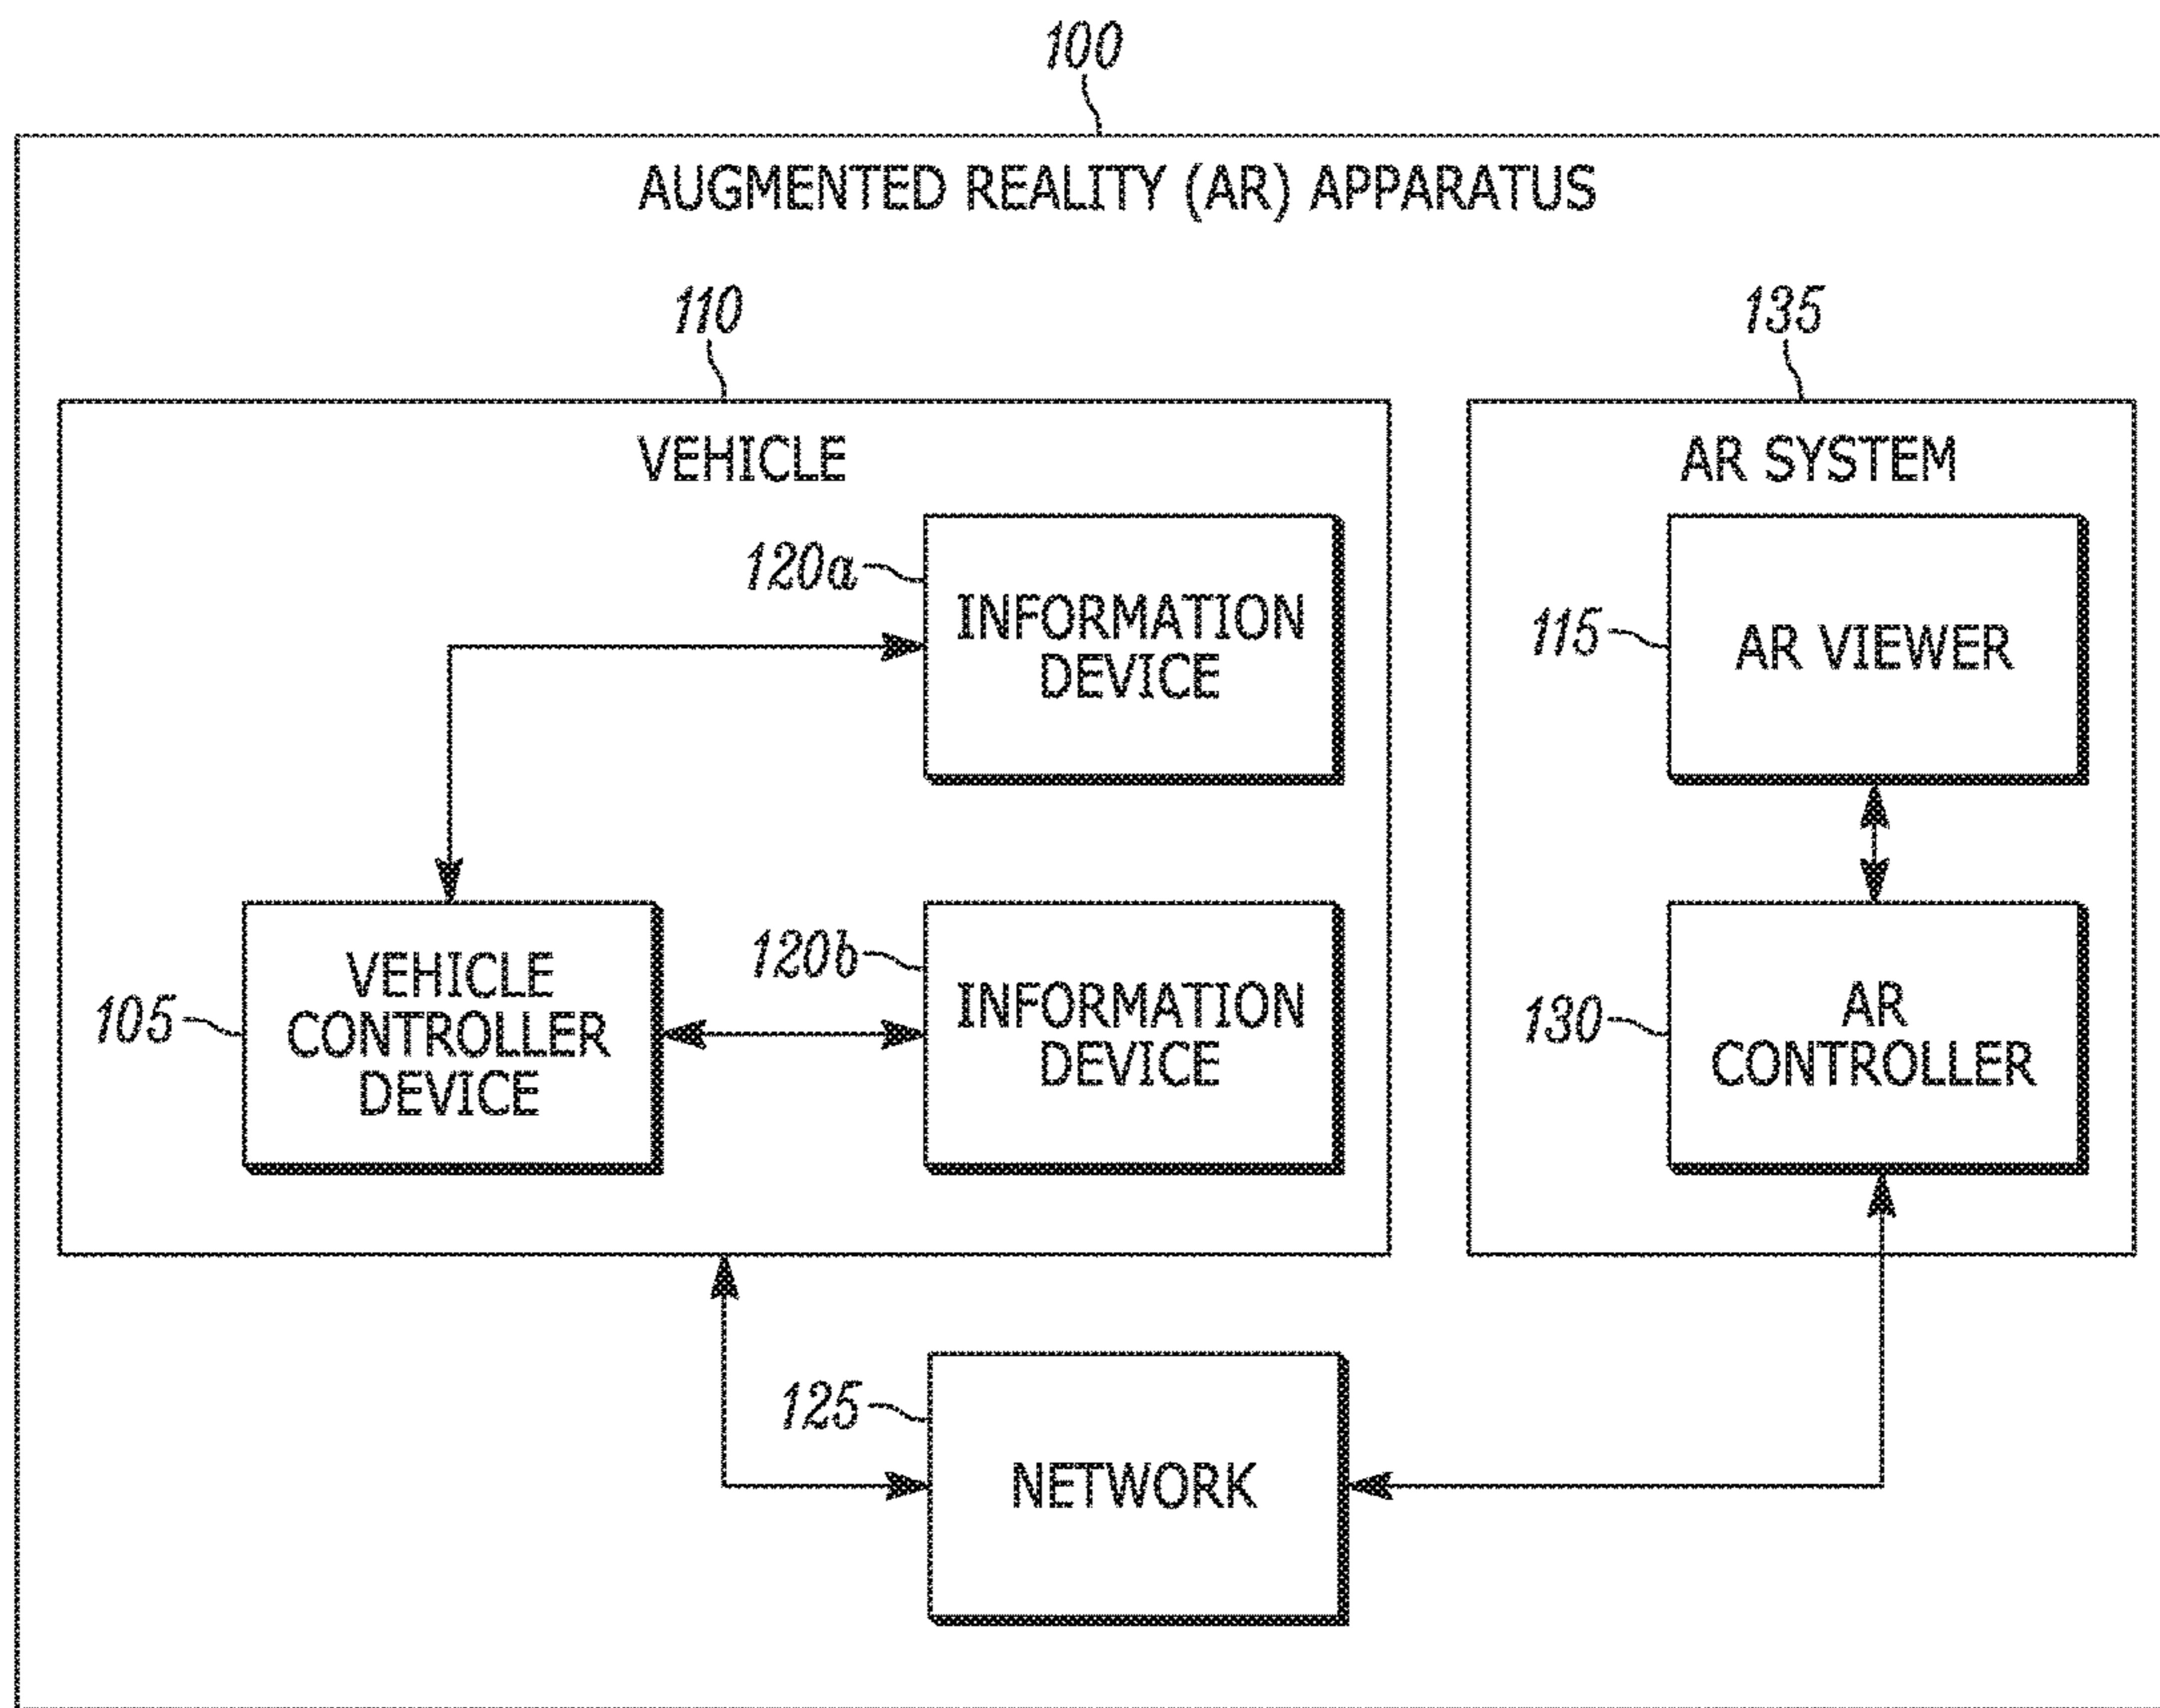 100
AUGMENTED REALITY (AR) APPARATUS
110
VEHICLE
120a
INFORMATION
DEVICE
105
VEHICLE
CONTROLLER
DEVICE
120b
INFORMATION
DEVICE
135
AR SYSTEM
115
AR VIEWER
130
AR
CONTROLLER
125
NETWORK